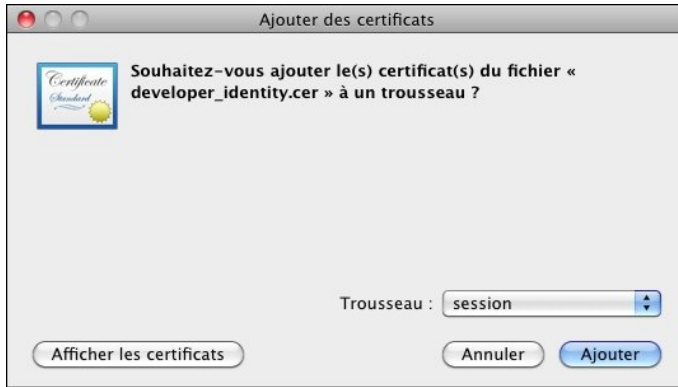 Ajouter des certificats
Certificate
Standard
Souhaitez-vous ajouter le(s) certificat(s) du fichier «
developer_identity.cer » à un trousseau ?
Trousseau : session
Afficher les certificats Annuler Ajouter